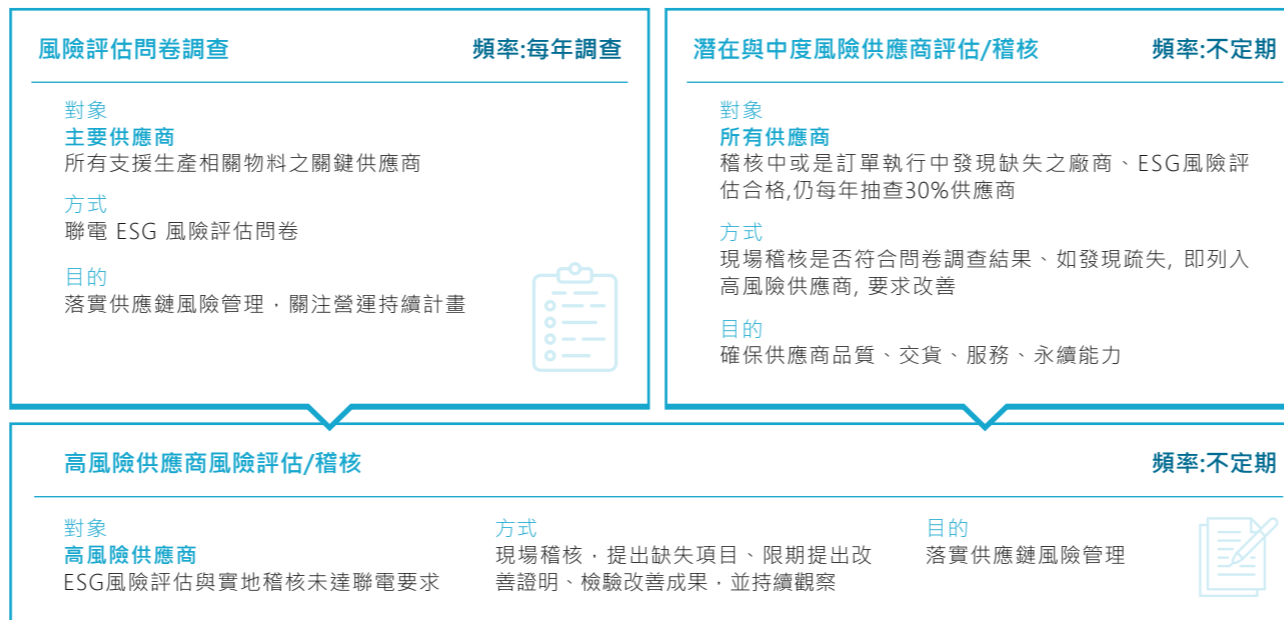 風險評估問卷調查 頻率:每年調查
對象
主要供應商
所有支援生產相關物料之關鍵供應商
方式
聯電 ESG 風險評估問卷
目的
落實供應鏈風險管理，關注營運持續計畫
潛在與中度風險供應商評估/稽核 頻率:不定期
對象
所有供應商
稽核中或是訂單執行中發現缺失之廠商、ESG風險評
估合格,仍每年抽查30%供應商
方式
現場稽核是否符合問卷調查結果、如發現疏失, 即列入
高風險供應商, 要求改善
目的
確保供應商品質、交貨、服務、永續能力
高風險供應商風險評估/稽核 頻率:不定期
對象
高風險供應商
ESG風險評估與實地稽核未達聯電要求
方式
現場稽核，提出缺失項目、限期提出改
善證明、檢驗改善成果，並持續觀察
目的
落實供應鏈風險管理